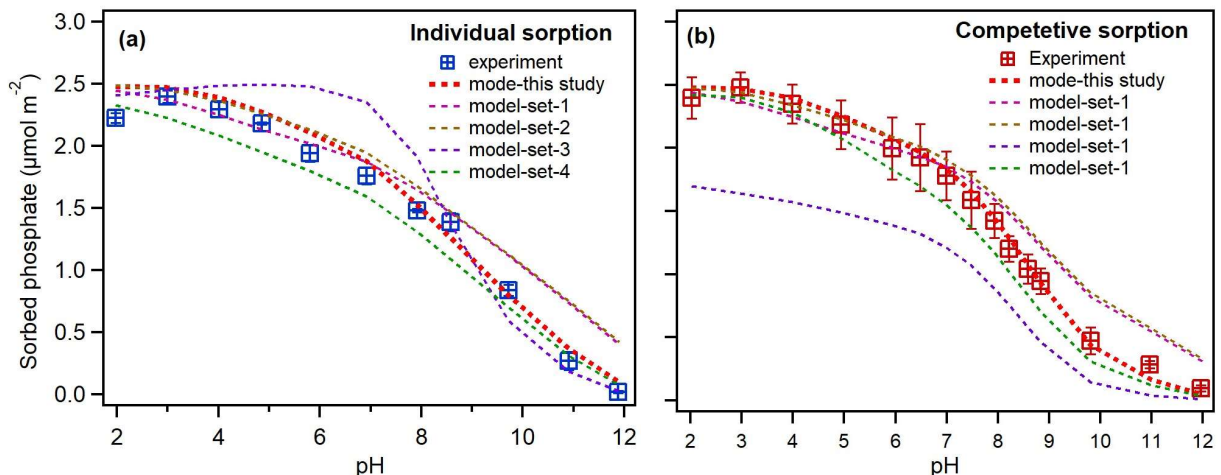 3.0
2.5
2.0
1.5
1.0
0.5
0.0
Sorbed phosphate (µmol m⁻²)
(a)
Individual sorption
experiment
mode-this study
model-set-1
model-set-2
model-set-3
model-set-4
2 4 6 8 10 12
pH
(b)
Competetive sorption
Experiment
mode-this study
model-set-1
model-set-1
model-set-1
model-set-1
2 3 4 5 6 7 8 9 10 11 12
pH